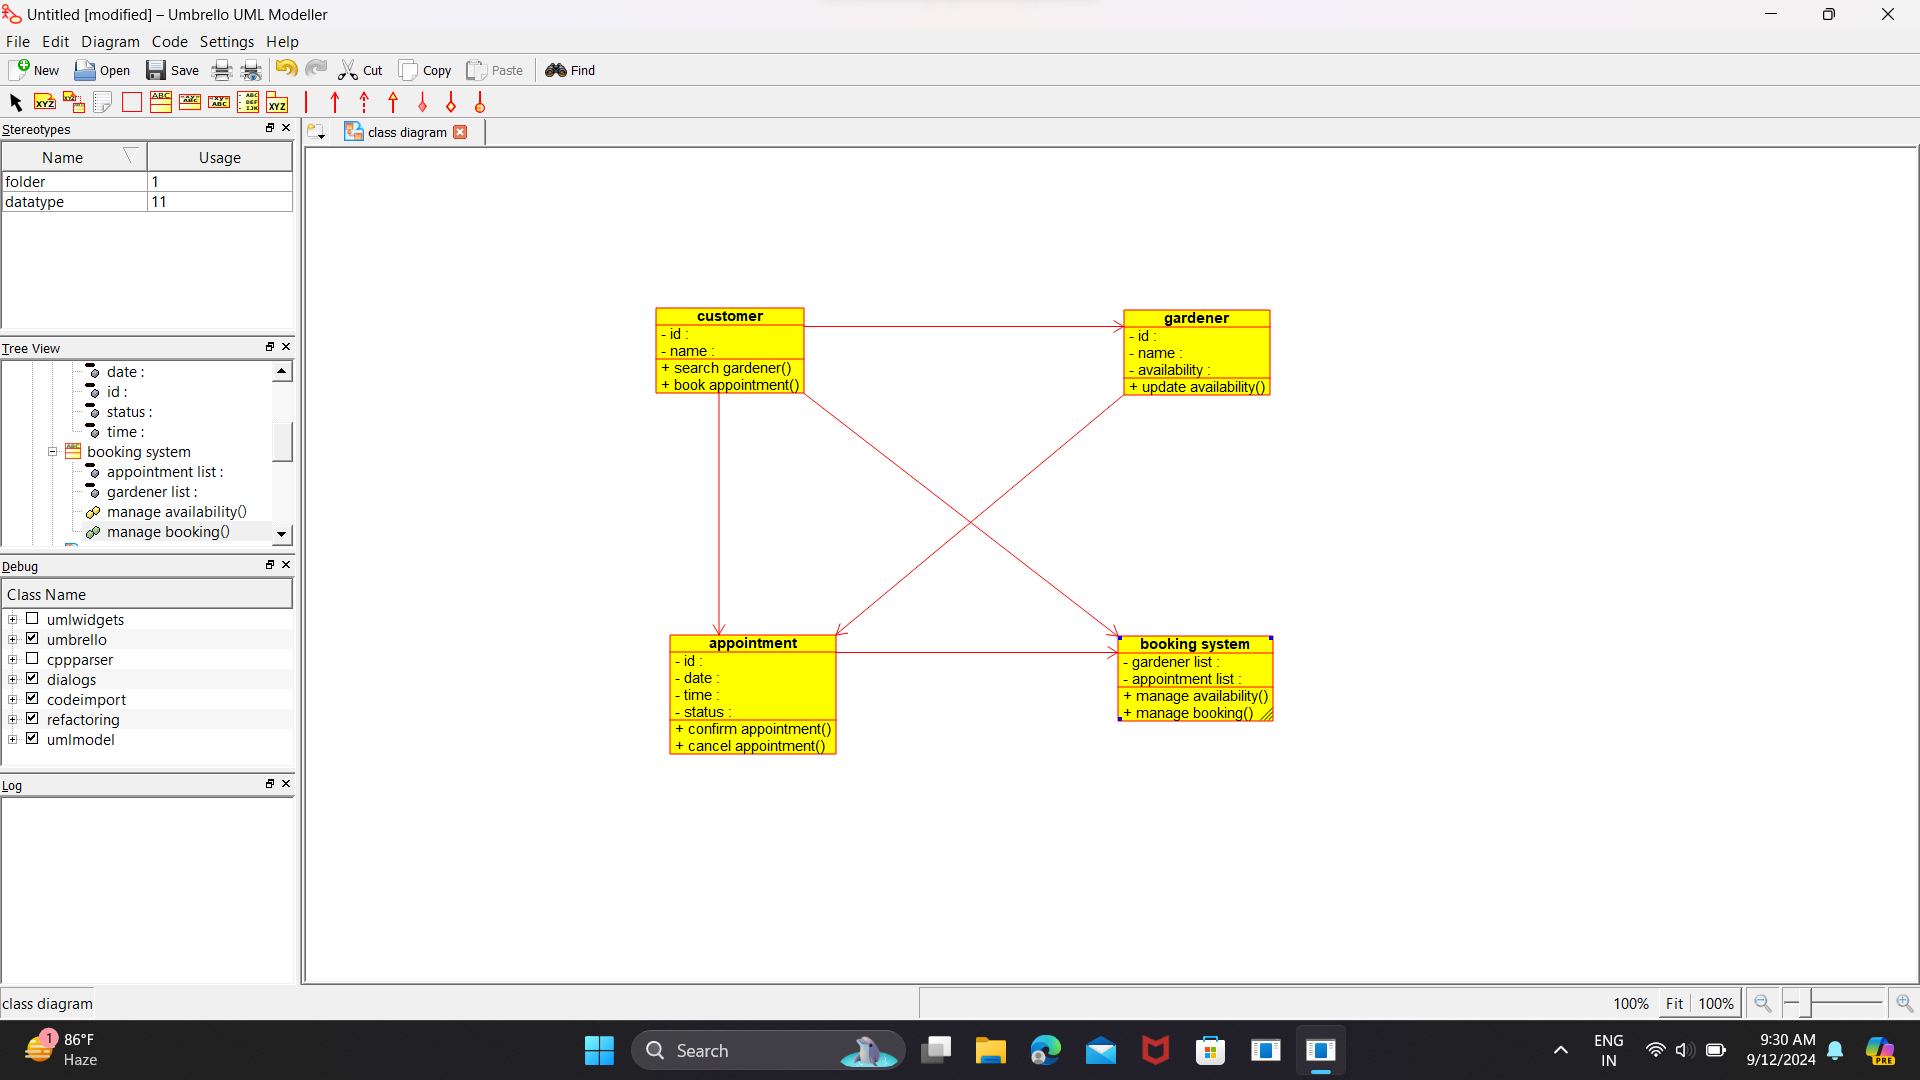 Untitled [modified] – Umbrello UML Modeller
File Edit Diagram Code Settings Help
New Open Save Cut Copy Paste Find
Stereotypes
class diagram
Name Usage
folder 1
datatype 11
Tree View
date :
id :
status :
time :
booking system
appointment list :
gardener list :
manage availability()
manage booking()
Debug
Class Name
umlwidgets
umbrello
cppparser
dialogs
codeimport
refactoring
umlmodel
Log
customer
- id :
- name :
+ search gardener()
+ book appointment()
gardener
- id :
- name :
- availability :
+ update availability()
appointment
- id :
- date :
- time :
- status :
+ confirm appointment()
+ cancel appointment()
booking system
- gardener list :
- appointment list :
+ manage availability()
+ manage booking()
class diagram
100% Fit 100%
1
86°F
Haze
Search
ENG
IN
9:30 AM
9/12/2024
PRE